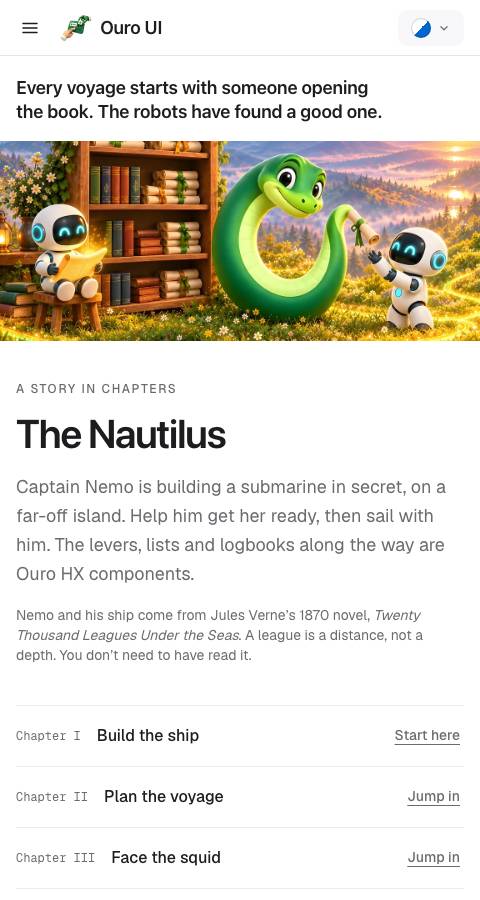 Ouro UI
Every voyage starts with someone opening
the book. The robots have found a good one.
A STORY IN CHAPTERS
The Nautilus
Captain Nemo is building a submarine in secret, on a
far-off island. Help him get her ready, then sail with
him. The levers, lists and logbooks along the way are
Ouro HX components.
Nemo and his ship come from Jules Verne’s 1870 novel, Twenty
Thousand Leagues Under the Seas. A league is a distance, not a
depth. You don’t need to have read it.
Chapter I Build the ship Start here
Chapter II Plan the voyage Jump in
Chapter III Face the squid Jump in